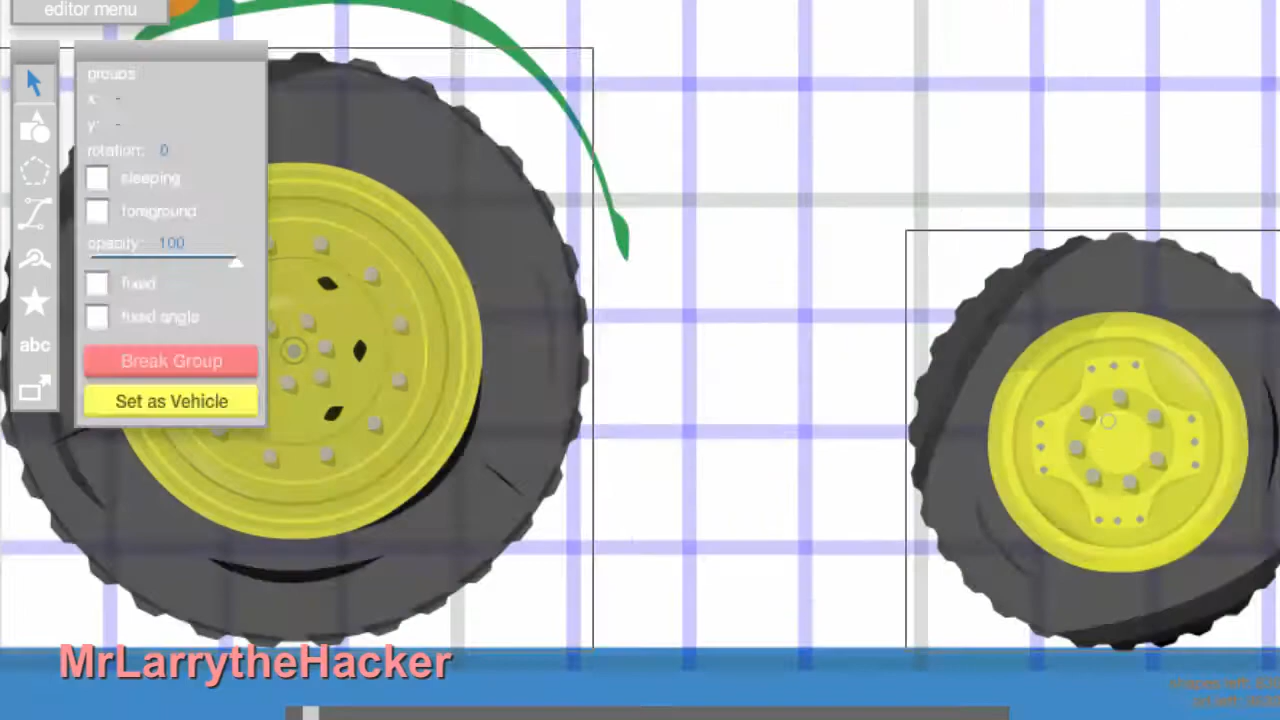 editor menu
groups
x: -
y: -
rotation: 0
sleeping
foreground
opacity: 100
fixed
fixed angle
Break Group
Set as Vehicle
abc
MrLarrytheHacker